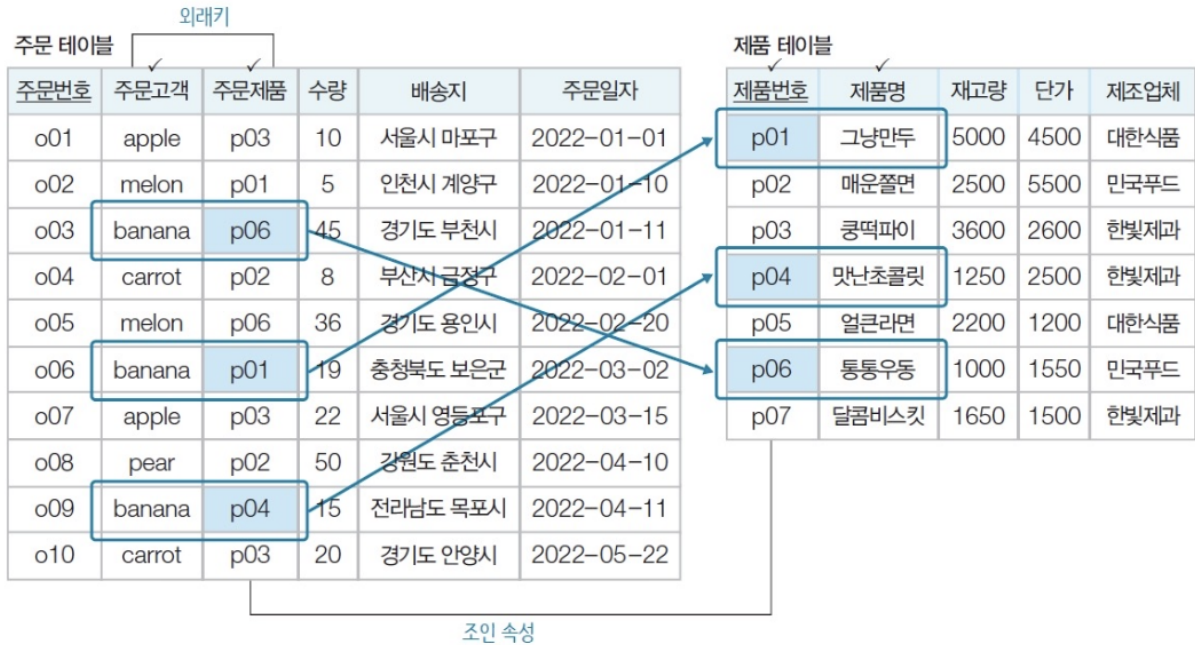 외래키
주문 테이블
주문번호 주문고객 주문제품 수량 배송지 주문일자
o01 apple p03 10 서울시 마포구 2022-01-01
o02 melon p01 5 인천시 계양구 2022-01-10
o03 banana p06 45 경기도 부천시 2022-01-11
o04 carrot p02 8 부산시 금정구 2022-02-01
o05 melon p06 36 경기도 용인시 2022-02-20
o06 banana p01 19 충청북도 보은군 2022-03-02
o07 apple p03 22 서울시 영등포구 2022-03-15
o08 pear p02 50 강원도 춘천시 2022-04-10
o09 banana p04 15 전라남도 목포시 2022-04-11
o10 carrot p03 20 경기도 안양시 2022-05-22
제품 테이블
제품번호 제품명 재고량 단가 제조업체
p01 그냥만두 5000 4500 대한식품
p02 매운쫄면 2500 5500 민국푸드
p03 쿵떡파이 3600 2600 한빛제과
p04 맛난초콜릿 1250 2500 한빛제과
p05 얼큰라면 2200 1200 대한식품
p06 통통우동 1000 1550 민국푸드
p07 달콤비스킷 1650 1500 한빛제과
조인 속성